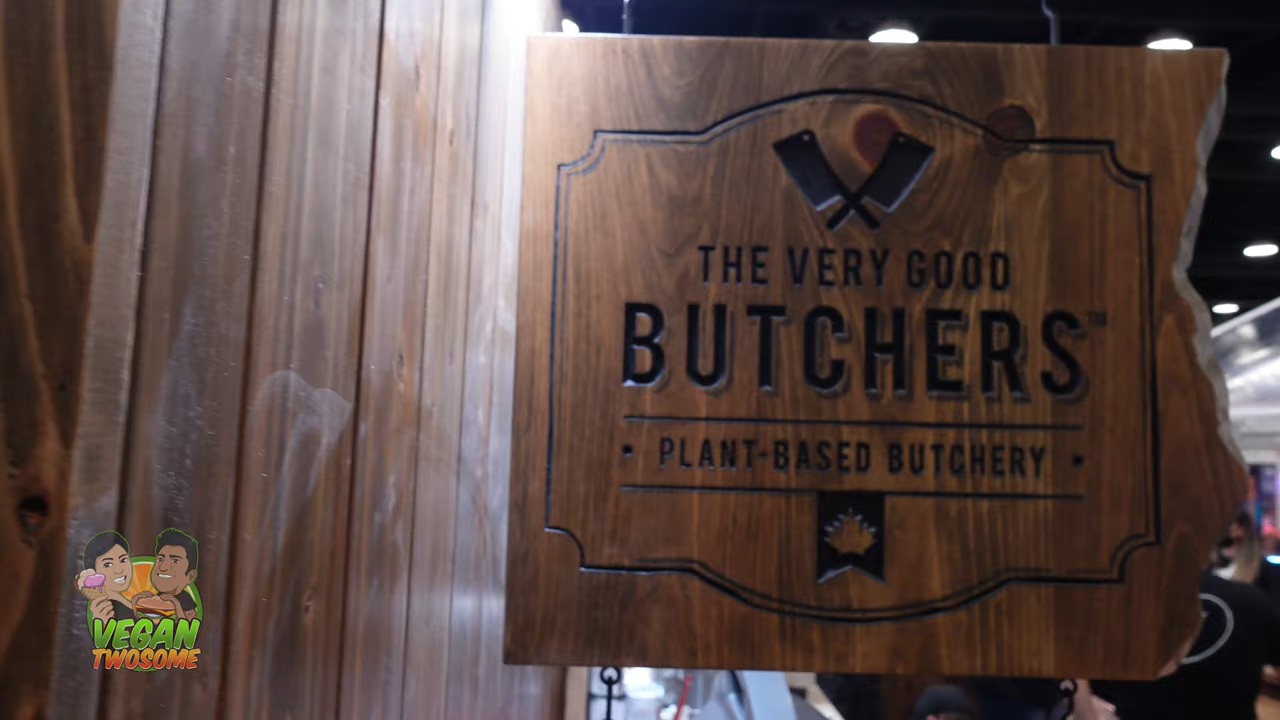 THE VERY GOOD
BUTCHERS™
• PLANT-BASED BUTCHERY •
VEGAN
TWOSOME